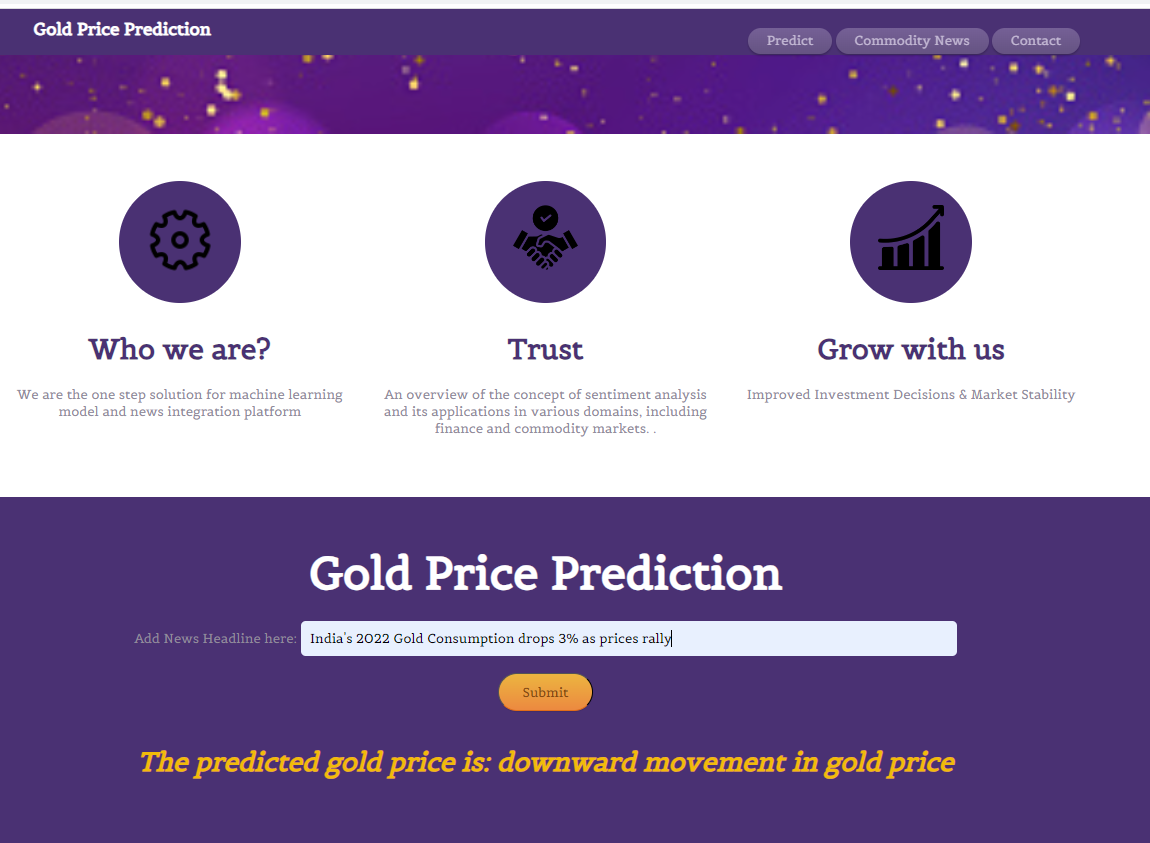 Gold Price Prediction
Predict Commodity News Contact
Who we are?
We are the one step solution for machine learning
model and news integration platform
Trust
An overview of the concept of sentiment analysis
and its applications in various domains, including
finance and commodity markets. .
Grow with us
Improved Investment Decisions & Market Stability
Gold Price Prediction
Add News Headline here: India's 2022 Gold Consumption drops 3% as prices rally
Submit
The predicted gold price is: downward movement in gold price